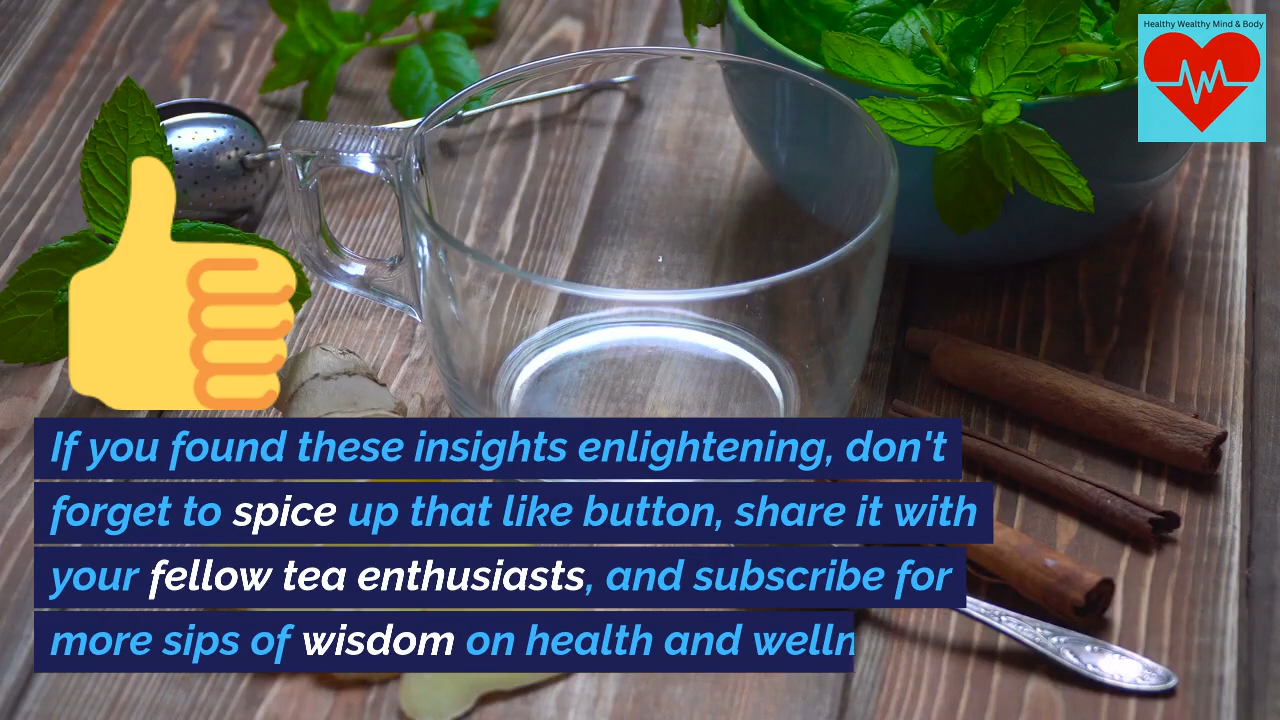 Healthy Wealthy Mind & Body
If you found these insights enlightening, don't
forget to spice up that like button, share it with
your fellow tea enthusiasts, and subscribe for
more sips of wisdom on health and welln